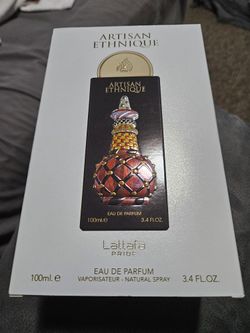 ARTISAN
ETHNIQUE
ARTISAN
ETHNIQUE
EAU DE PARFUM
100ml. ℮ 3.4 FL.OZ.
Lattafa
PRIDE
EAU DE PARFUM
100ml. ℮ VAPORISATEUR - NATURAL SPRAY 3.4 FL.OZ.